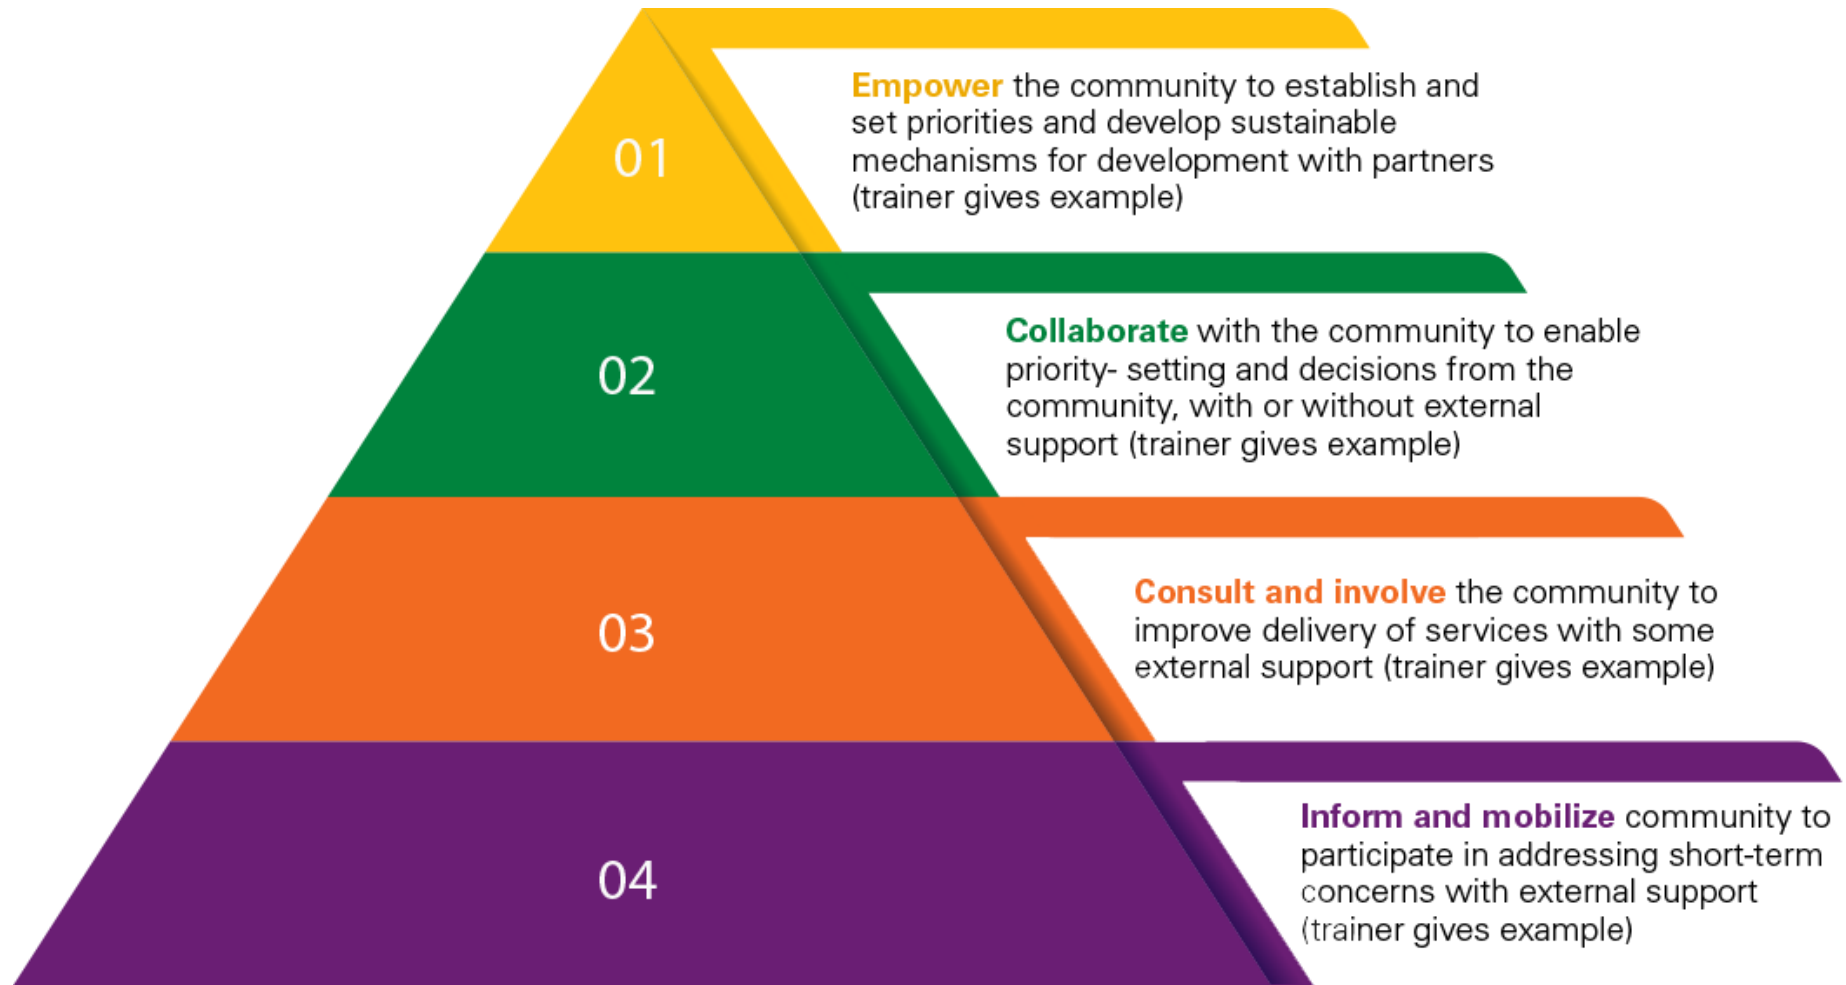 01
Empower the community to establish and
set priorities and develop sustainable
mechanisms for development with partners
(trainer gives example)
02
Collaborate with the community to enable
priority- setting and decisions from the
community, with or without external
support (trainer gives example)
03
Consult and involve the community to
improve delivery of services with some
external support (trainer gives example)
04
Inform and mobilize community to
participate in addressing short-term
concerns with external support
(trainer gives example)